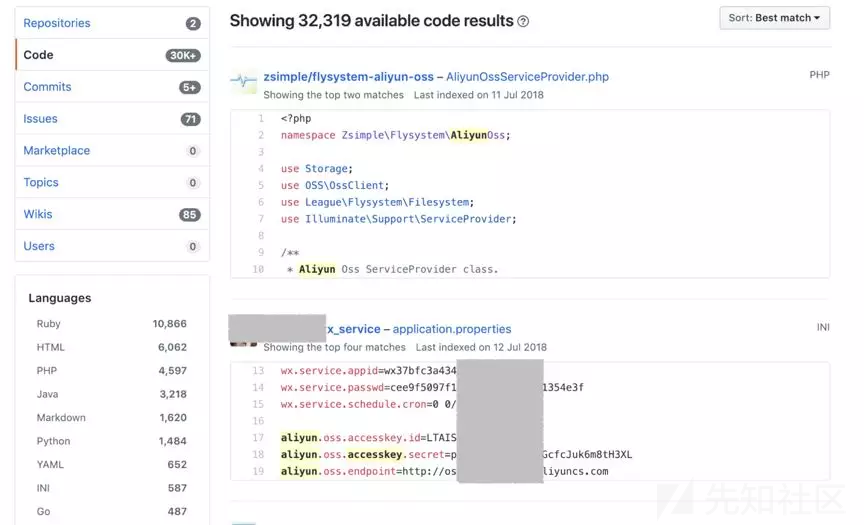 Repositories 2
Code 30K+
Commits 5+
Issues 71
Marketplace 0
Topics 0
Wikis 85
Users 0
Languages
Ruby 10,866
HTML 6,062
PHP 4,597
Java 3,218
Markdown 1,620
Python 1,484
YAML 652
INI 587
Go 487
Showing 32,319 available code results
Sort: Best match
zsimple/flysystem-aliyun-oss – AliyunOssServiceProvider.php
PHP
Showing the top two matches Last indexed on 11 Jul 2018
1 <?php
2 namespace Zsimple\Flysystem\AliyunOss;
3
4 use Storage;
5 use OSS\OssClient;
6 use League\Flysystem\Filesystem;
7 use Illuminate\Support\ServiceProvider;
8
9 /**
10 * Aliyun Oss ServiceProvider class.
x_service – application.properties
INI
Showing the top four matches Last indexed on 12 Jul 2018
13 wx.service.appid=wx37bfc3a434
14 wx.service.passwd=cee9f5097f1 1354e3f
15 wx.service.schedule.cron=0 0/
16
17 aliyun.oss.accesskey.id=LTAIS
18 aliyun.oss.accesskey.secret=p GcfcJuk6m8tH3XL
19 aliyun.oss.endpoint=http://os liyuncs.com
先知社区